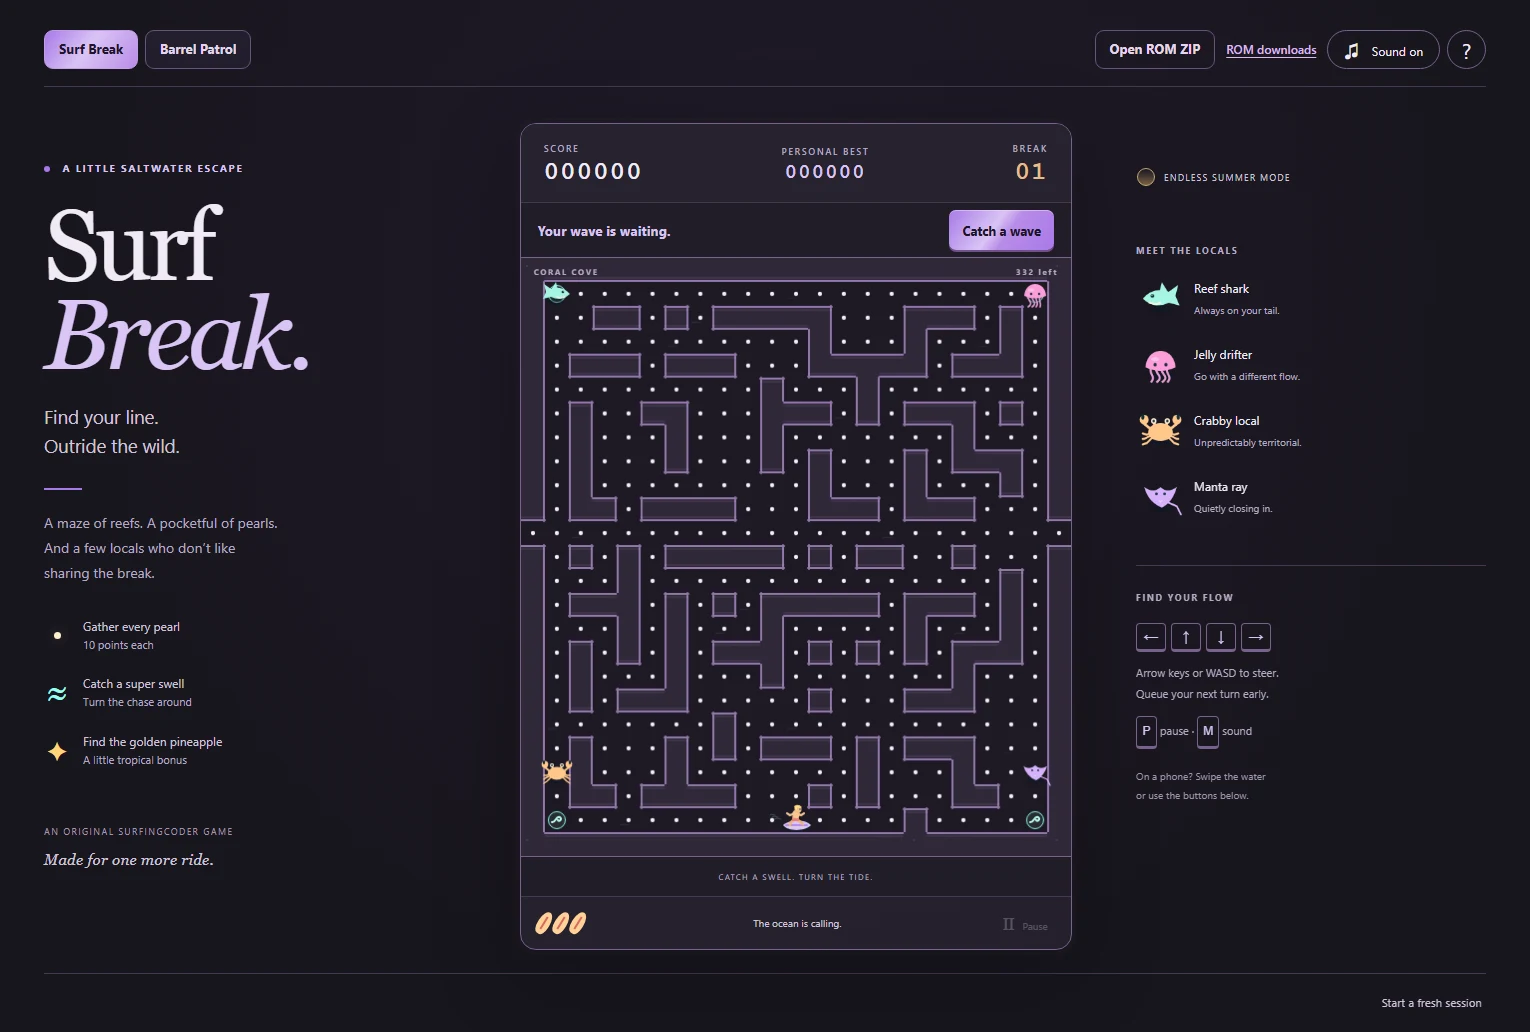 Surf Break
Barrel Patrol
Open ROM ZIP
ROM downloads
Sound on
?
A LITTLE SALTWATER ESCAPE
Surf
Break.
Find your line.
Outride the wild.
A maze of reefs. A pocketful of pearls.
And a few locals who don’t like
sharing the break.
Gather every pearl
10 points each
Catch a super swell
Turn the chase around
Find the golden pineapple
A little tropical bonus
AN ORIGINAL SURFINGCODER GAME
Made for one more ride.
SCORE
000000
PERSONAL BEST
000000
BREAK
01
Your wave is waiting.
Catch a wave
CORAL COVE
332 left
CATCH A SWELL. TURN THE TIDE.
The ocean is calling.
Pause
ENDLESS SUMMER MODE
MEET THE LOCALS
Reef shark
Always on your tail.
Jelly drifter
Go with a different flow.
Crabby local
Unpredictably territorial.
Manta ray
Quietly closing in.
FIND YOUR FLOW
← ↑ ↓ →
Arrow keys or WASD to steer.
Queue your next turn early.
P pause · M sound
On a phone? Swipe the water
or use the buttons below.
Start a fresh session